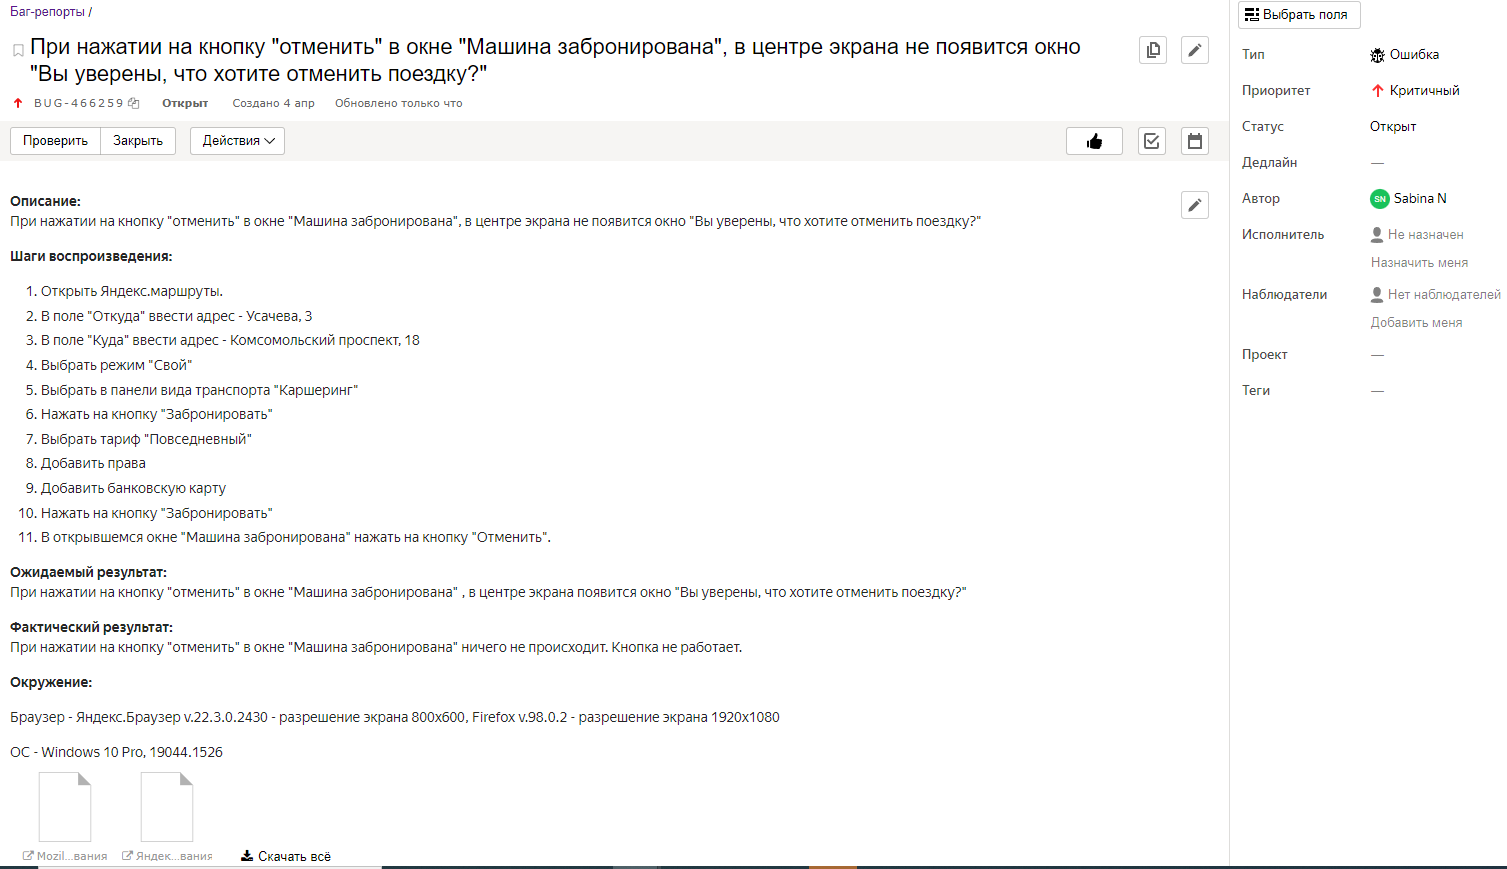 Баг-репорты /
При нажатии на кнопку "отменить" в окне "Машина забронирована", в центре экрана не появится окно
"Вы уверены, что хотите отменить поездку?"
BUG-466259 Открыт Создано 4 апр Обновлено только что
Проверить Закрыть Действия
Описание:
При нажатии на кнопку "отменить" в окне "Машина забронирована", в центре экрана не появится окно "Вы уверены, что хотите отменить поездку?"
Шаги воспроизведения:
1. Открыть Яндекс.маршруты.
2. В поле "Откуда" ввести адрес - Усачева, 3
3. В поле "Куда" ввести адрес - Комсомольский проспект, 18
4. Выбрать режим "Свой"
5. Выбрать в панели вида транспорта "Каршеринг"
6. Нажать на кнопку "Забронировать"
7. Выбрать тариф "Повседневный"
8. Добавить права
9. Добавить банковскую карту
10. Нажать на кнопку "Забронировать"
11. В открывшемся окне "Машина забронирована" нажать на кнопку "Отменить".
Ожидаемый результат:
При нажатии на кнопку "отменить" в окне "Машина забронирована" , в центре экрана появится окно "Вы уверены, что хотите отменить поездку?"
Фактический результат:
При нажатии на кнопку "отменить" в окне "Машина забронирована" ничего не происходит. Кнопка не работает.
Окружение:
Браузер - Яндекс.Браузер v.22.3.0.2430 - разрешение экрана 800x600, Firefox v.98.0.2 - разрешение экрана 1920x1080
ОС - Windows 10 Pro, 19044.1526
Mozil...вания Яндек...вания Скачать всё
Выбрать поля
Тип Ошибка
Приоритет Критичный
Статус Открыт
Дедлайн —
Автор SN Sabina N
Исполнитель Не назначен
Назначить меня
Наблюдатели Нет наблюдателей
Добавить меня
Проект —
Теги —